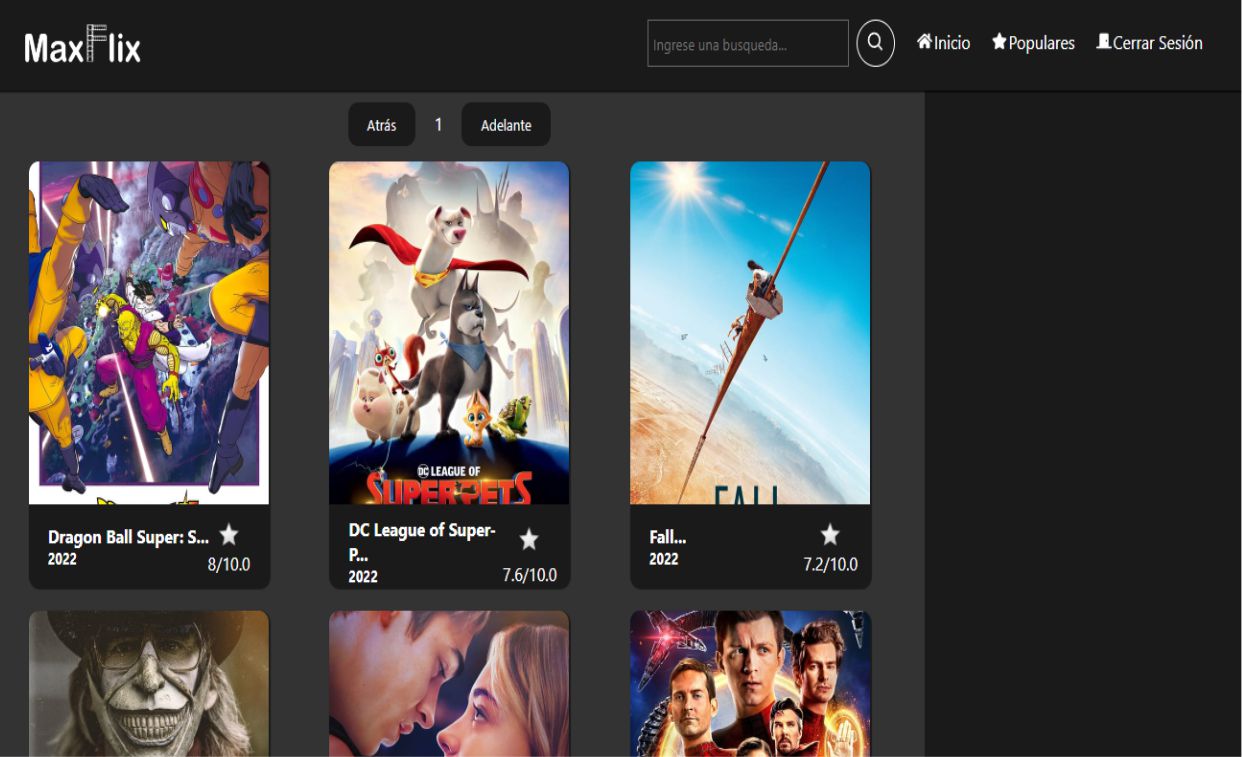 MaxFlix
Ingrese una busqueda...
Inicio
Populares
Cerrar Sesión
Atrás
1
Adelante
DC LEAGUE OF
SUPER-PETS
FALL
Dragon Ball Super: S...
2022
8/10.0
DC League of Super-
P...
2022
7.6/10.0
Fall...
2022
7.2/10.0